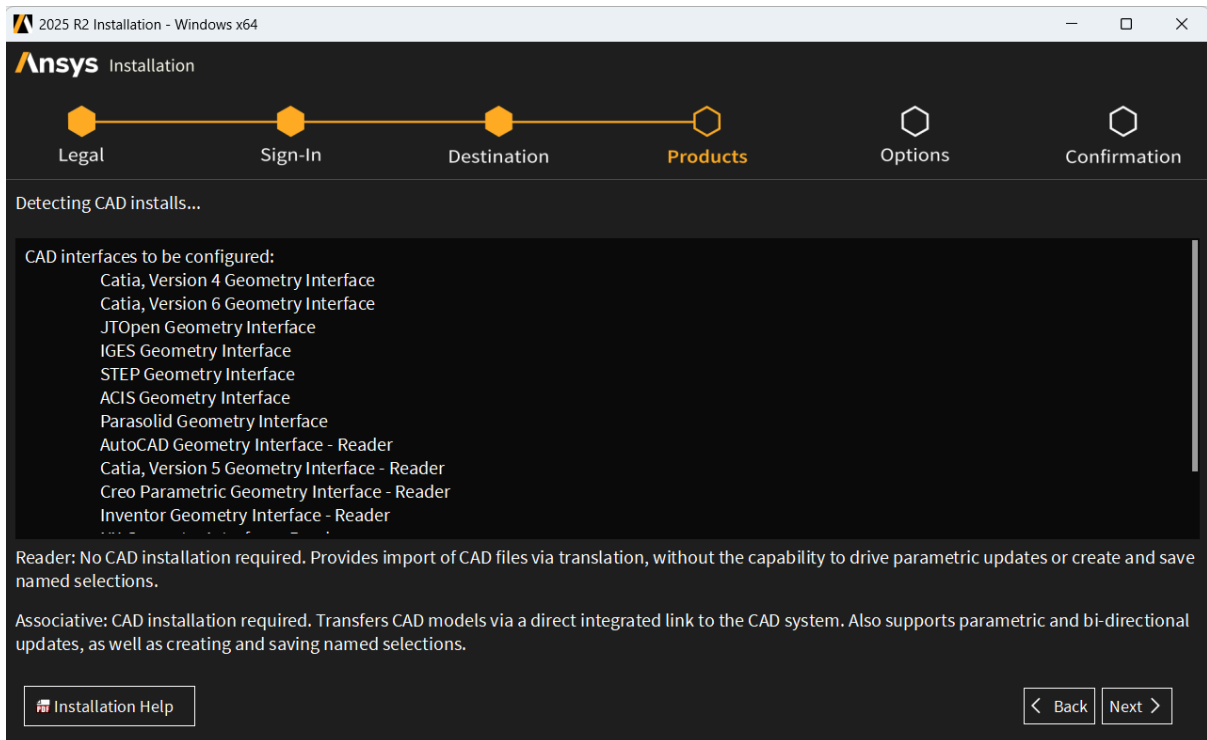 2025 R2 Installation - Windows x64
Ansys Installation
Legal
Sign-In
Destination
Products
Options
Confirmation
Detecting CAD installs...
CAD interfaces to be configured:
Catia, Version 4 Geometry Interface
Catia, Version 6 Geometry Interface
JTOpen Geometry Interface
IGES Geometry Interface
STEP Geometry Interface
ACIS Geometry Interface
Parasolid Geometry Interface
AutoCAD Geometry Interface - Reader
Catia, Version 5 Geometry Interface - Reader
Creo Parametric Geometry Interface - Reader
Inventor Geometry Interface - Reader
Reader: No CAD installation required. Provides import of CAD files via translation, without the capability to drive parametric updates or create and save
named selections.
Associative: CAD installation required. Transfers CAD models via a direct integrated link to the CAD system. Also supports parametric and bi-directional
updates, as well as creating and saving named selections.
PDF Installation Help
Back
Next